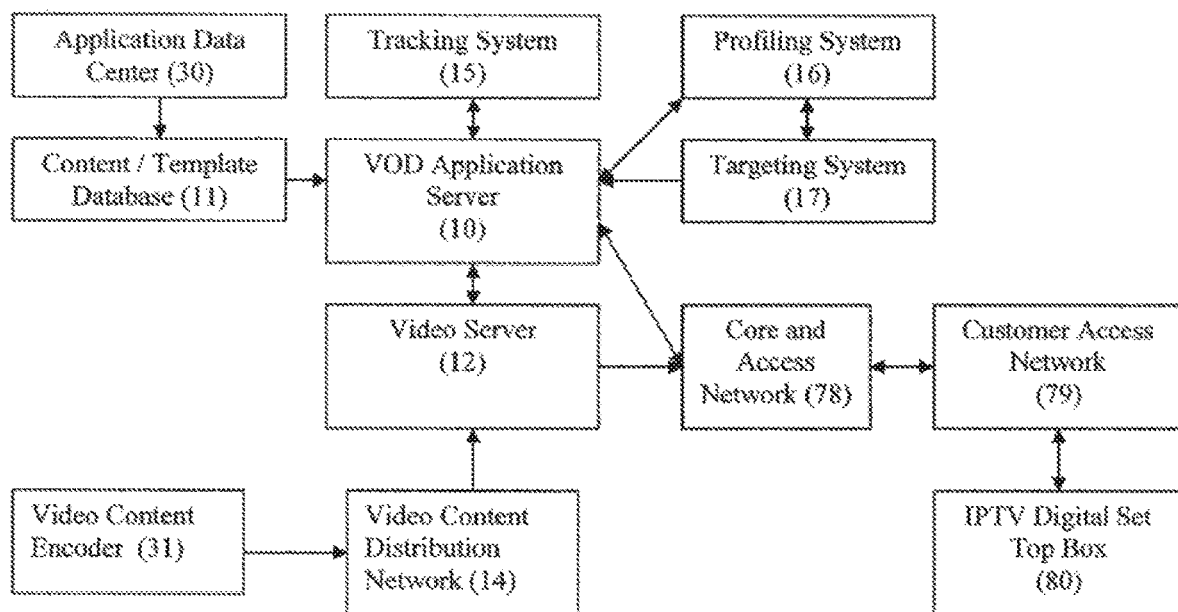 Application Data
Center (30)
Tracking System
(15)
Profiling System
(16)
Content / Template
Database (11)
VOD Application
Server
(10)
Targeting System
(17)
Video Server
(12)
Core and
Access
Network (78)
Customer Access
Network
(79)
Video Content
Encoder (31)
Video Content
Distribution
Network (14)
IPTV Digital Set
Top Box
(80)